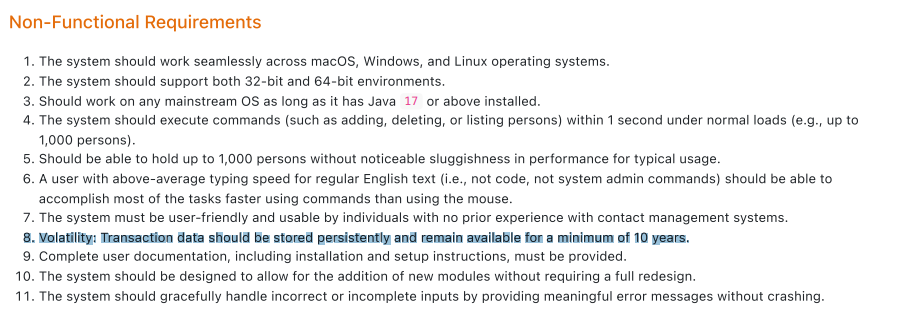 Non-Functional Requirements
1. The system should work seamlessly across macOS, Windows, and Linux operating systems.
2. The system should support both 32-bit and 64-bit environments.
3. Should work on any mainstream OS as long as it has Java 17 or above installed.
4. The system should execute commands (such as adding, deleting, or listing persons) within 1 second under normal loads (e.g., up to
1,000 persons).
5. Should be able to hold up to 1,000 persons without noticeable sluggishness in performance for typical usage.
6. A user with above-average typing speed for regular English text (i.e., not code, not system admin commands) should be able to
accomplish most of the tasks faster using commands than using the mouse.
7. The system must be user-friendly and usable by individuals with no prior experience with contact management systems.
8. Volatility: Transaction data should be stored persistently and remain available for a minimum of 10 years.
9. Complete user documentation, including installation and setup instructions, must be provided.
10. The system should be designed to allow for the addition of new modules without requiring a full redesign.
11. The system should gracefully handle incorrect or incomplete inputs by providing meaningful error messages without crashing.